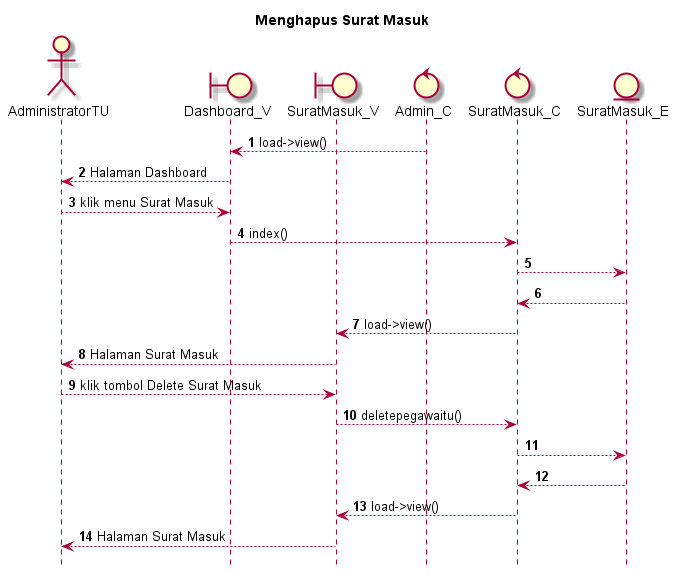 Menghapus Surat Masuk
AdministratorTU
Dashboard_V
SuratMasuk_V
Admin_C
SuratMasuk_C
SuratMasuk_E
1 load->view()
2 Halaman Dashboard
3 klik menu Surat Masuk
4 index()
5
6
7 load->view()
8 Halaman Surat Masuk
9 klik tombol Delete Surat Masuk
10 deletepegawaitu()
11
12
13 load->view()
14 Halaman Surat Masuk